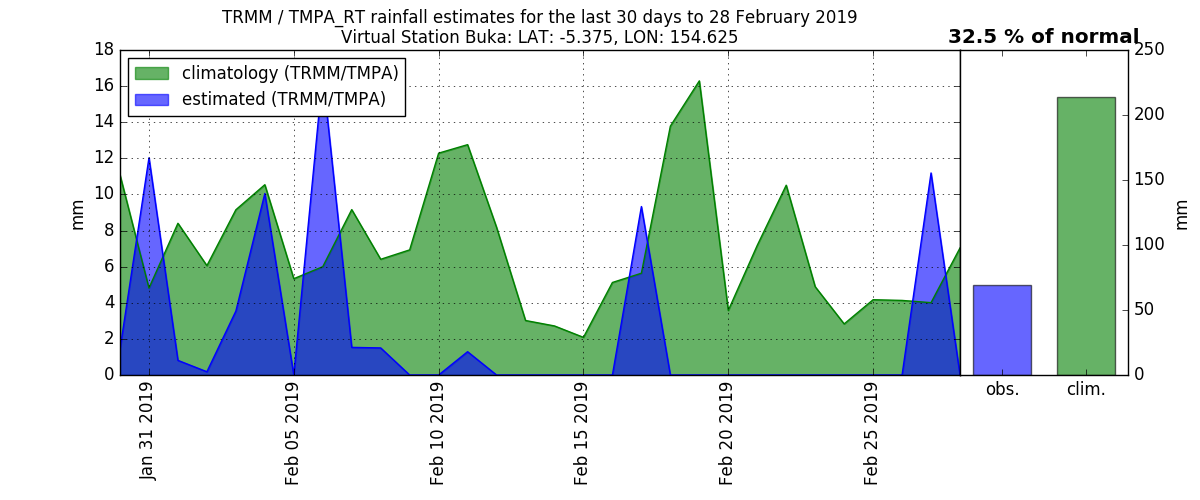 TRMM / TMPA_RT rainfall estimates for the last 30 days to 28 February 2019
Virtual Station Buka: LAT: -5.375, LON: 154.625
32.5 % of normal
climatology (TRMM/TMPA)
estimated (TRMM/TMPA)
18
16
14
12
10
8
6
4
2
0
mm
Jan 31 2019
Feb 05 2019
Feb 10 2019
Feb 15 2019
Feb 20 2019
Feb 25 2019
obs.
clim.
250
200
150
100
50
0
mm